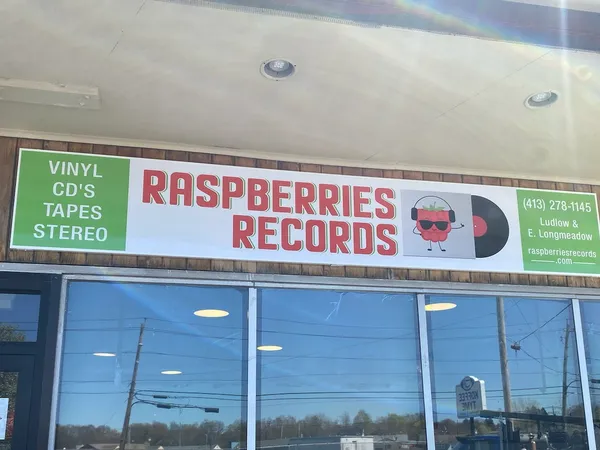 VINYL
CD'S
TAPES
STEREO
RASPBERRIES
RECORDS
(413) 278-1145
Ludlow &
E. Longmeadow
raspberriesrecords
.com